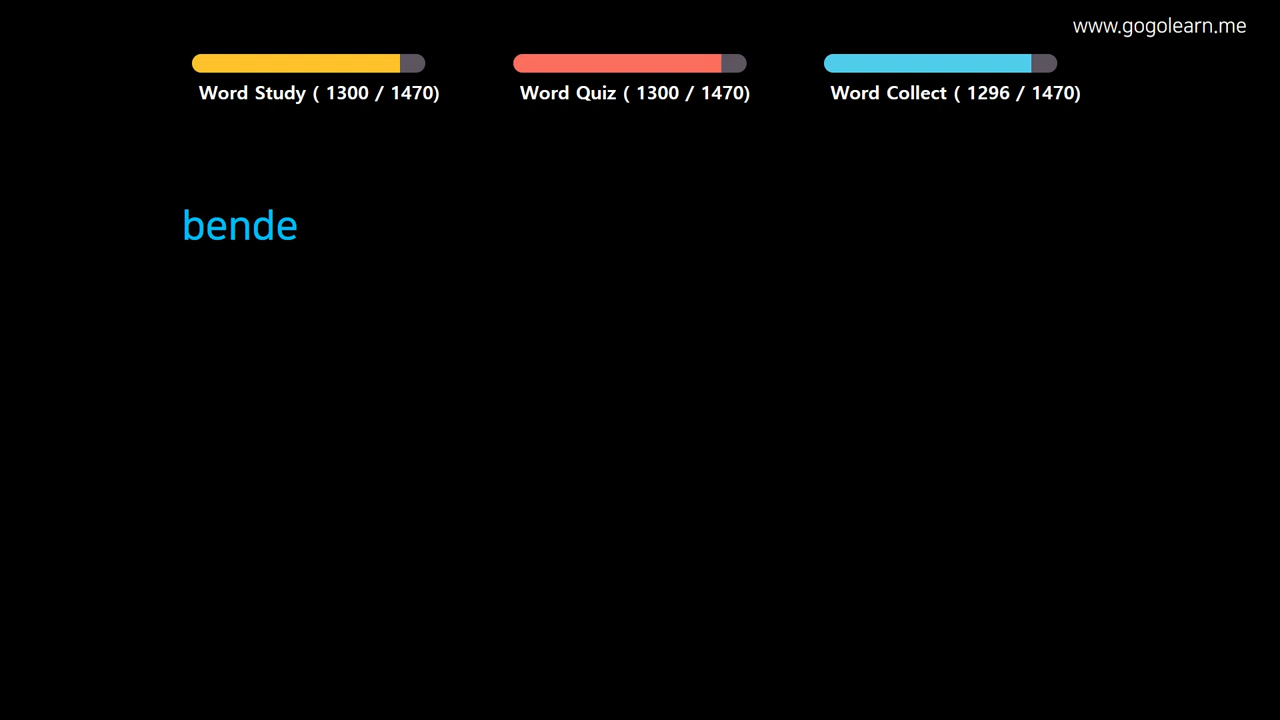 www.gogolearn.me
Word Study ( 1300 / 1470)
Word Quiz ( 1300 / 1470)
Word Collect ( 1296 / 1470)
bende